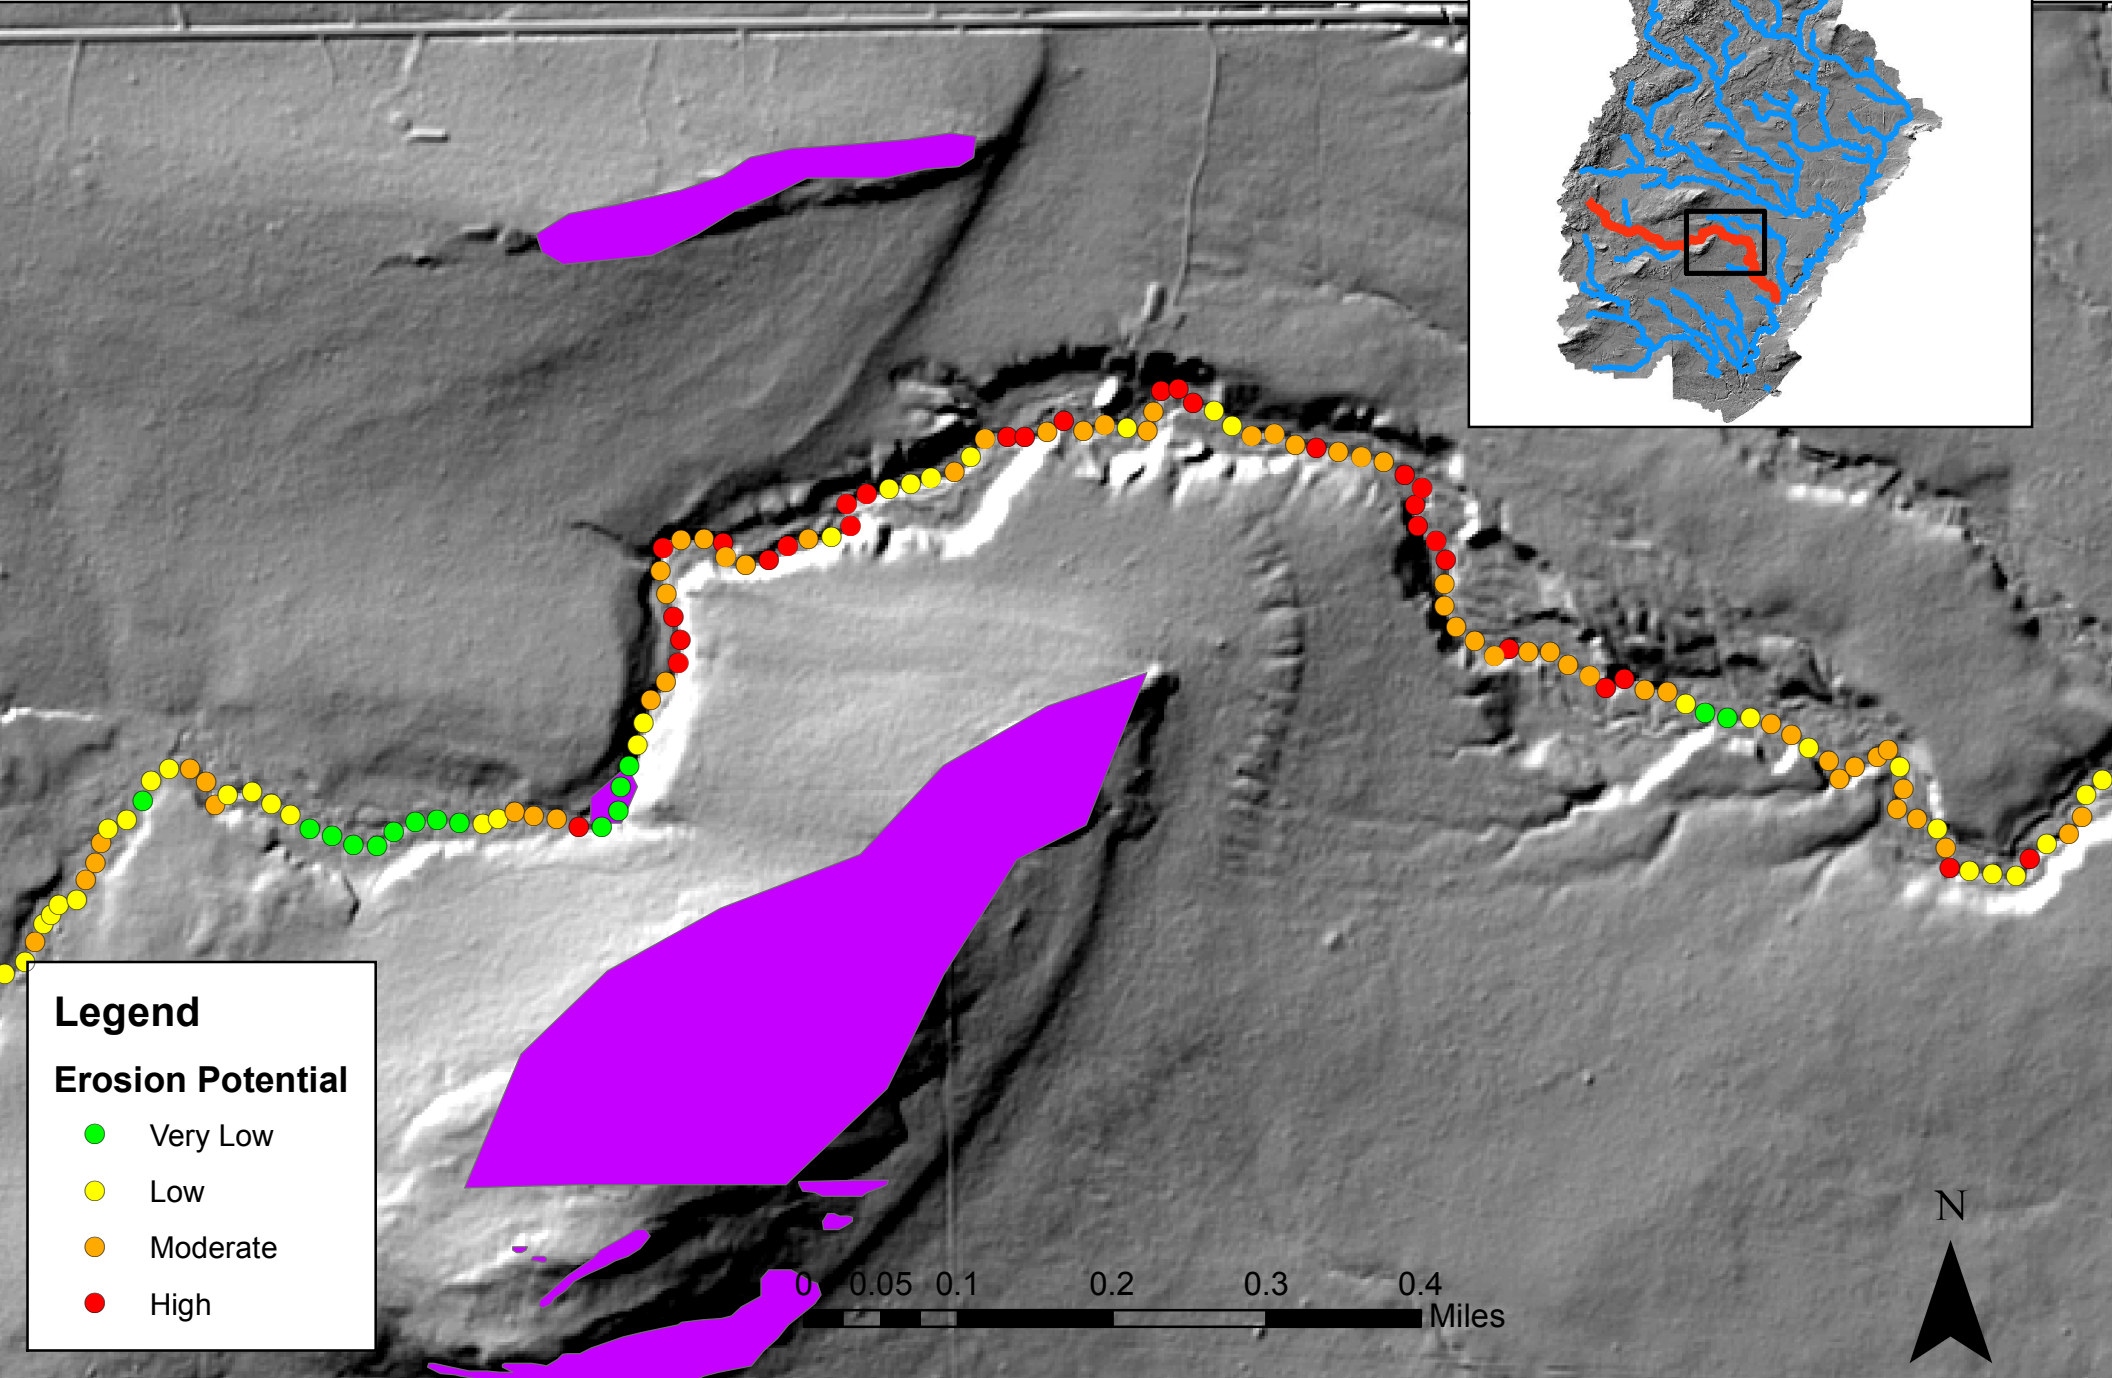 Legend
Erosion Potential
Very Low
Low
Moderate
High
0 0.05 0.1 0.2 0.3 0.4
Miles
N